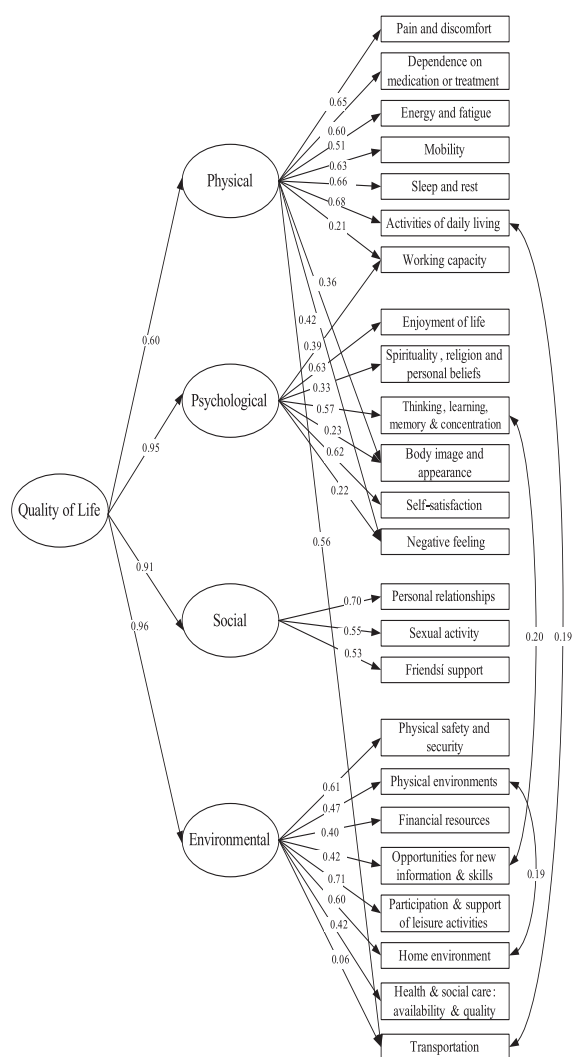 Pain and discomfort
Dependence on
medication or treatment
0.65
Energy and fatigue
0.60
0.51
Mobility
0.63
Physical
Sleep and rest
0.66
0.68
Activities of daily living
0.21
Working capacity
0.36
0.42
Enjoyment of life
0.60
0.39
Spirituality, religion and
personal beliefs
0.63
0.33
Psychological
Thinking, learning,
memory & concentration
0.57
0.23
0.95
Body image and
appearance
0.62
0.22
Self-satisfaction
Quality of Life
Negative feeling
0.56
0.91
Personal relationships
0.70
0.96
Social
Sexual activity
0.55
0.20
0.19
0.53
Friendsí support
Physical safety and
security
0.61
Physical environments
0.47
Financial resources
0.40
Environmental
0.42
Opportunities for new
information & skills
0.19
0.71
0.60
Participation & support
of leisure activities
0.42
Home environment
0.06
Health & social care:
availability & quality
Transportation